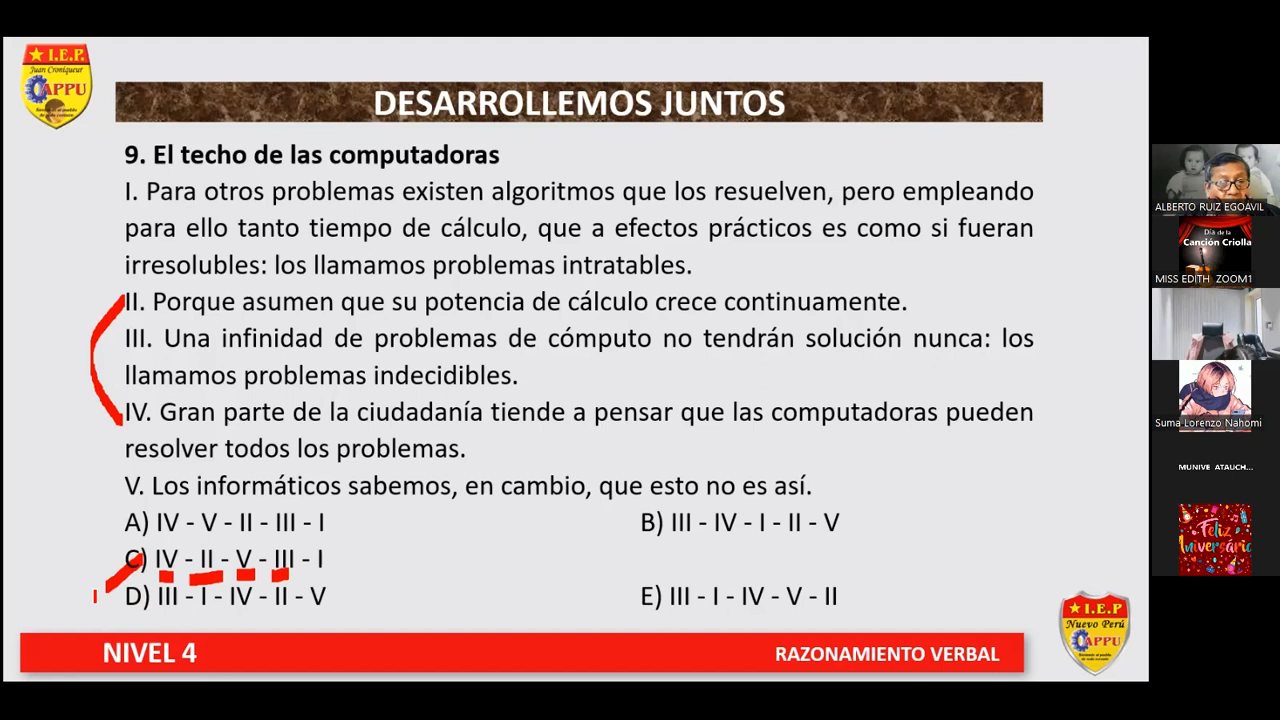 ★ I.E.P.
Juan Croniqueur
APPU
DESARROLLEMOS JUNTOS
9. El techo de las computadoras
I. Para otros problemas existen algoritmos que los resuelven, pero empleando
para ello tanto tiempo de cálculo, que a efectos prácticos es como si fueran
irresolubles: los llamamos problemas intratables.
II. Porque asumen que su potencia de cálculo crece continuamente.
III. Una infinidad de problemas de cómputo no tendrán solución nunca: los
llamamos problemas indecidibles.
IV. Gran parte de la ciudadanía tiende a pensar que las computadoras pueden
resolver todos los problemas.
V. Los informáticos sabemos, en cambio, que esto no es así.
A) IV - V - II - III - I
B) III - IV - I - II - V
C) IV - II - V - III - I
D) III - I - IV - II - V
E) III - I - IV - V - II
★ I.E.P
Nuevo Perú
APPU
NIVEL 4
RAZONAMIENTO VERBAL
ALBERTO RUIZ EGOAVIL
Día de la
Canción Criolla
MISS EDITH ZOOM1
Suma Lorenzo Nahomi
MUNIVE ATAUCH...
Feliz
Aniversario